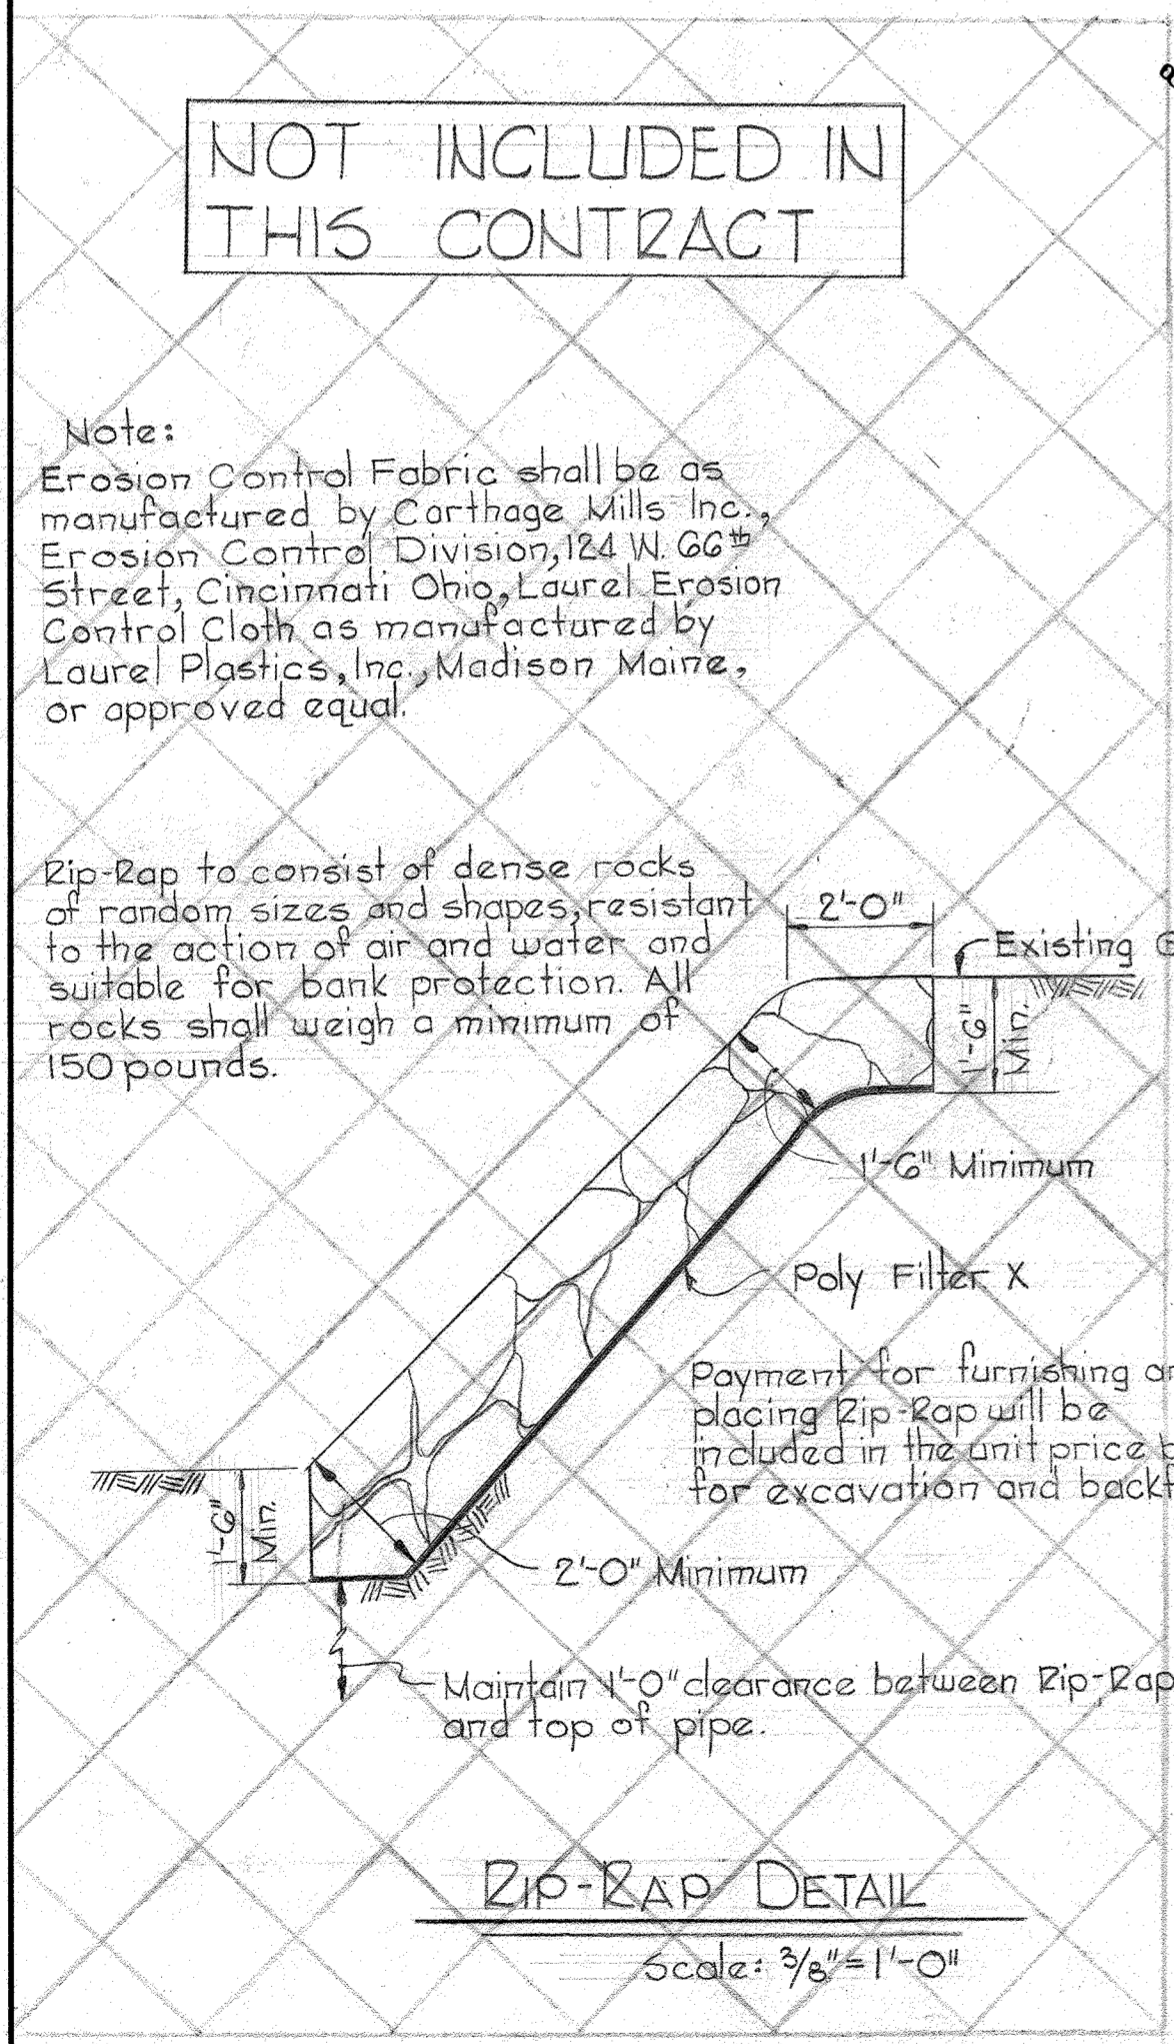 NOT INCLUDED IN
THIS CONTRACT
Note:
Erosion Control Fabric shall be as
manufactured by Carthage Mills Inc.,
Erosion Control Division, 124 W. 66th
Street, Cincinnati Ohio, Laurel Erosion
Control Cloth as manufactured by
Laurel Plastics, Inc., Madison Maine,
or approved equal.
Rip-Rap to consist of dense rocks
of random sizes and shapes, resistant
to the action of air and water and
suitable for bank protection. All
rocks shall weigh a minimum of
150 pounds.
2'-0"
Existing
1'-6"
Min.
1'-6" Minimum
Poly Filter X
Payment for furnishing
placing Rip-Rap will be
included in the unit price
for excavation and
1'-6"
Min.
2'-0" Minimum
Maintain 1'-0" clearance between Rip-Rap
and top of pipe.
RIP-RAP DETAIL
Scale: 3/8" = 1'-0"